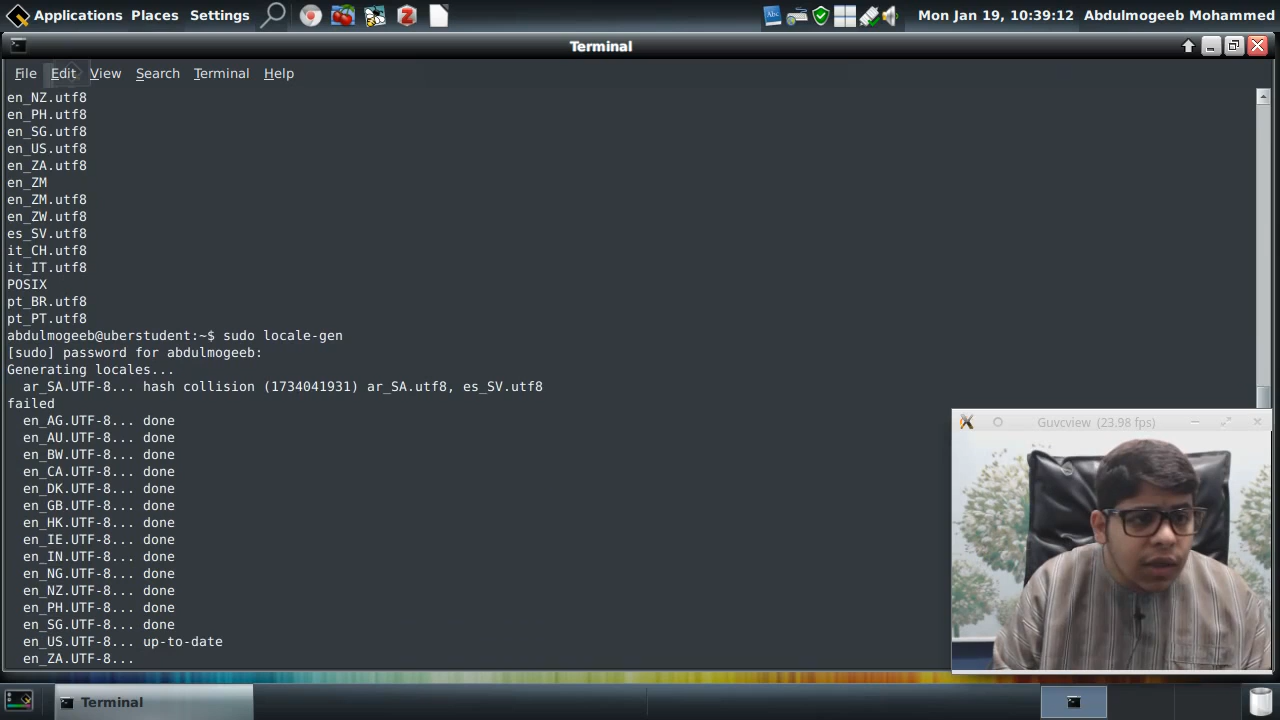 Applications Places Settings
Abc
Mon Jan 19, 10:39:12 Abdulmogeeb Mohammed
Terminal
File Edit View Search Terminal Help
en_NZ.utf8
en_PH.utf8
en_SG.utf8
en_US.utf8
en_ZA.utf8
en_ZM
en_ZM.utf8
en_ZW.utf8
es_SV.utf8
it_CH.utf8
it_IT.utf8
POSIX
pt_BR.utf8
pt_PT.utf8
abdulmogeeb@uberstudent:~$ sudo locale-gen
[sudo] password for abdulmogeeb:
Generating locales...
ar_SA.UTF-8... hash collision (1734041931) ar_SA.utf8, es_SV.utf8
failed
en_AG.UTF-8... done
en_AU.UTF-8... done
en_BW.UTF-8... done
en_CA.UTF-8... done
en_DK.UTF-8... done
en_GB.UTF-8... done
en_HK.UTF-8... done
en_IE.UTF-8... done
en_IN.UTF-8... done
en_NG.UTF-8... done
en_NZ.UTF-8... done
en_PH.UTF-8... done
en_SG.UTF-8... done
en_US.UTF-8... up-to-date
en_ZA.UTF-8...
Guvcview (23.98 fps)
Terminal